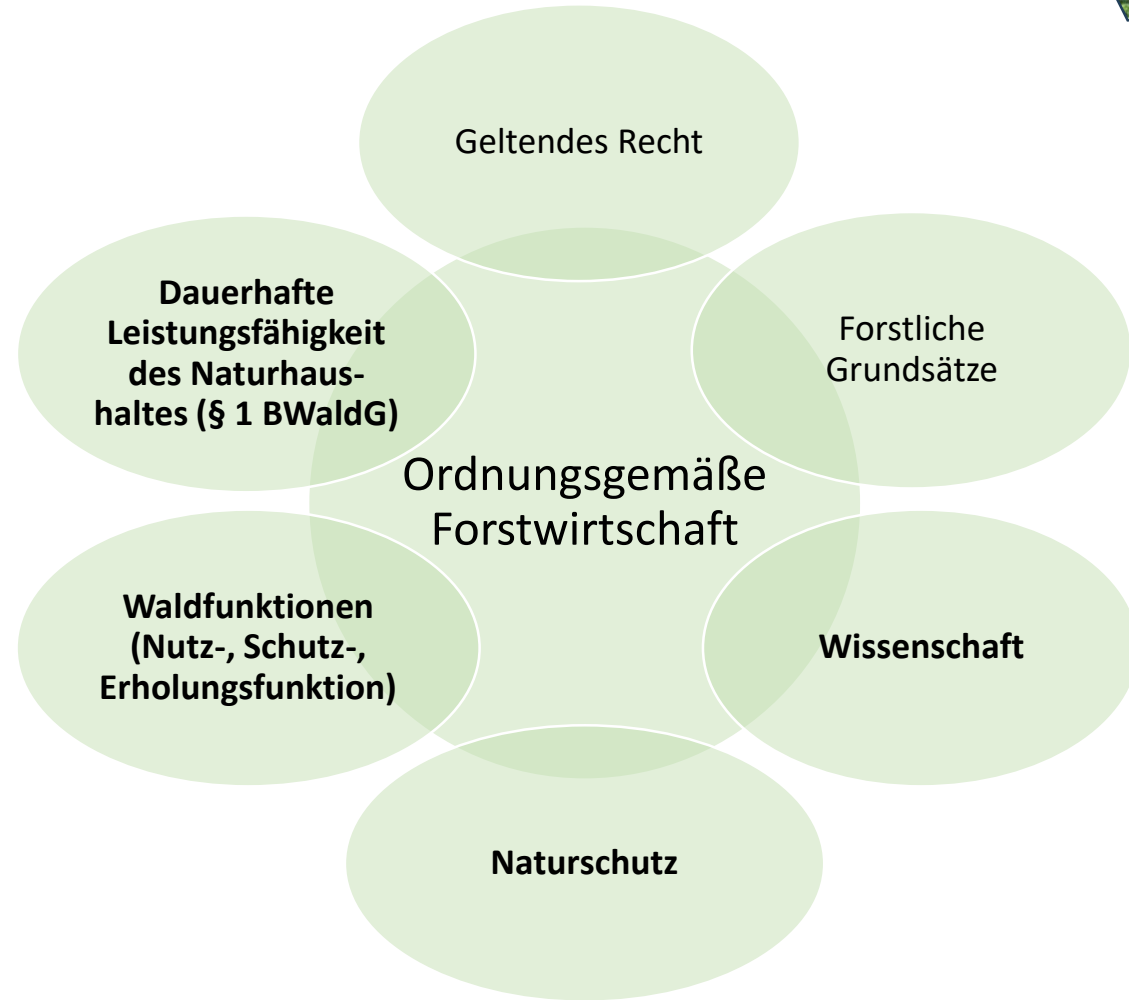 Geltendes Recht
Dauerhafte
Leistungsfähigkeit
des Naturhaus-
haltes (§ 1 BWaldG)
Forstliche
Grundsätze
Ordnungsgemäße
Forstwirtschaft
Waldfunktionen
(Nutz-, Schutz-,
Erholungsfunktion)
Wissenschaft
Naturschutz